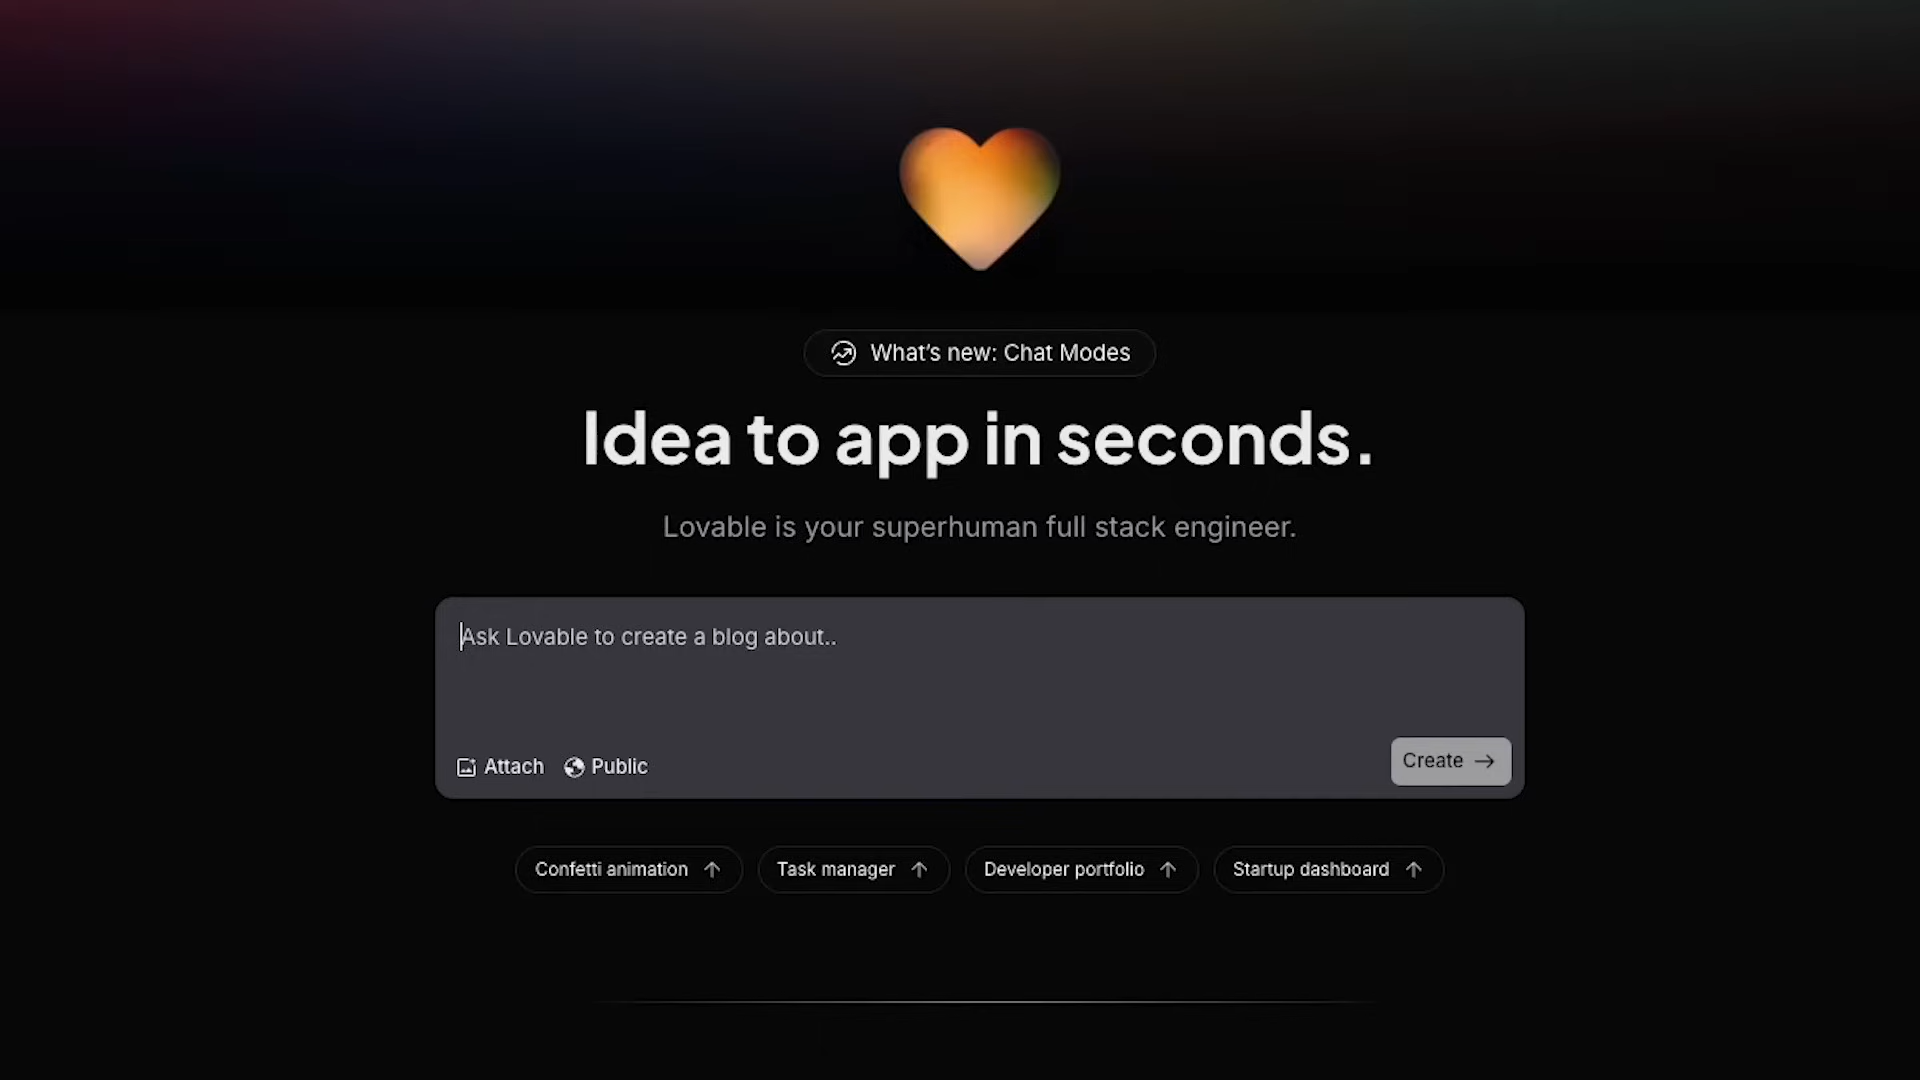 What’s new: Chat Modes
Idea to app in seconds.
Lovable is your superhuman full stack engineer.
Ask Lovable to create a blog about..
Attach Public
Create
Confetti animation Task manager Developer portfolio Startup dashboard